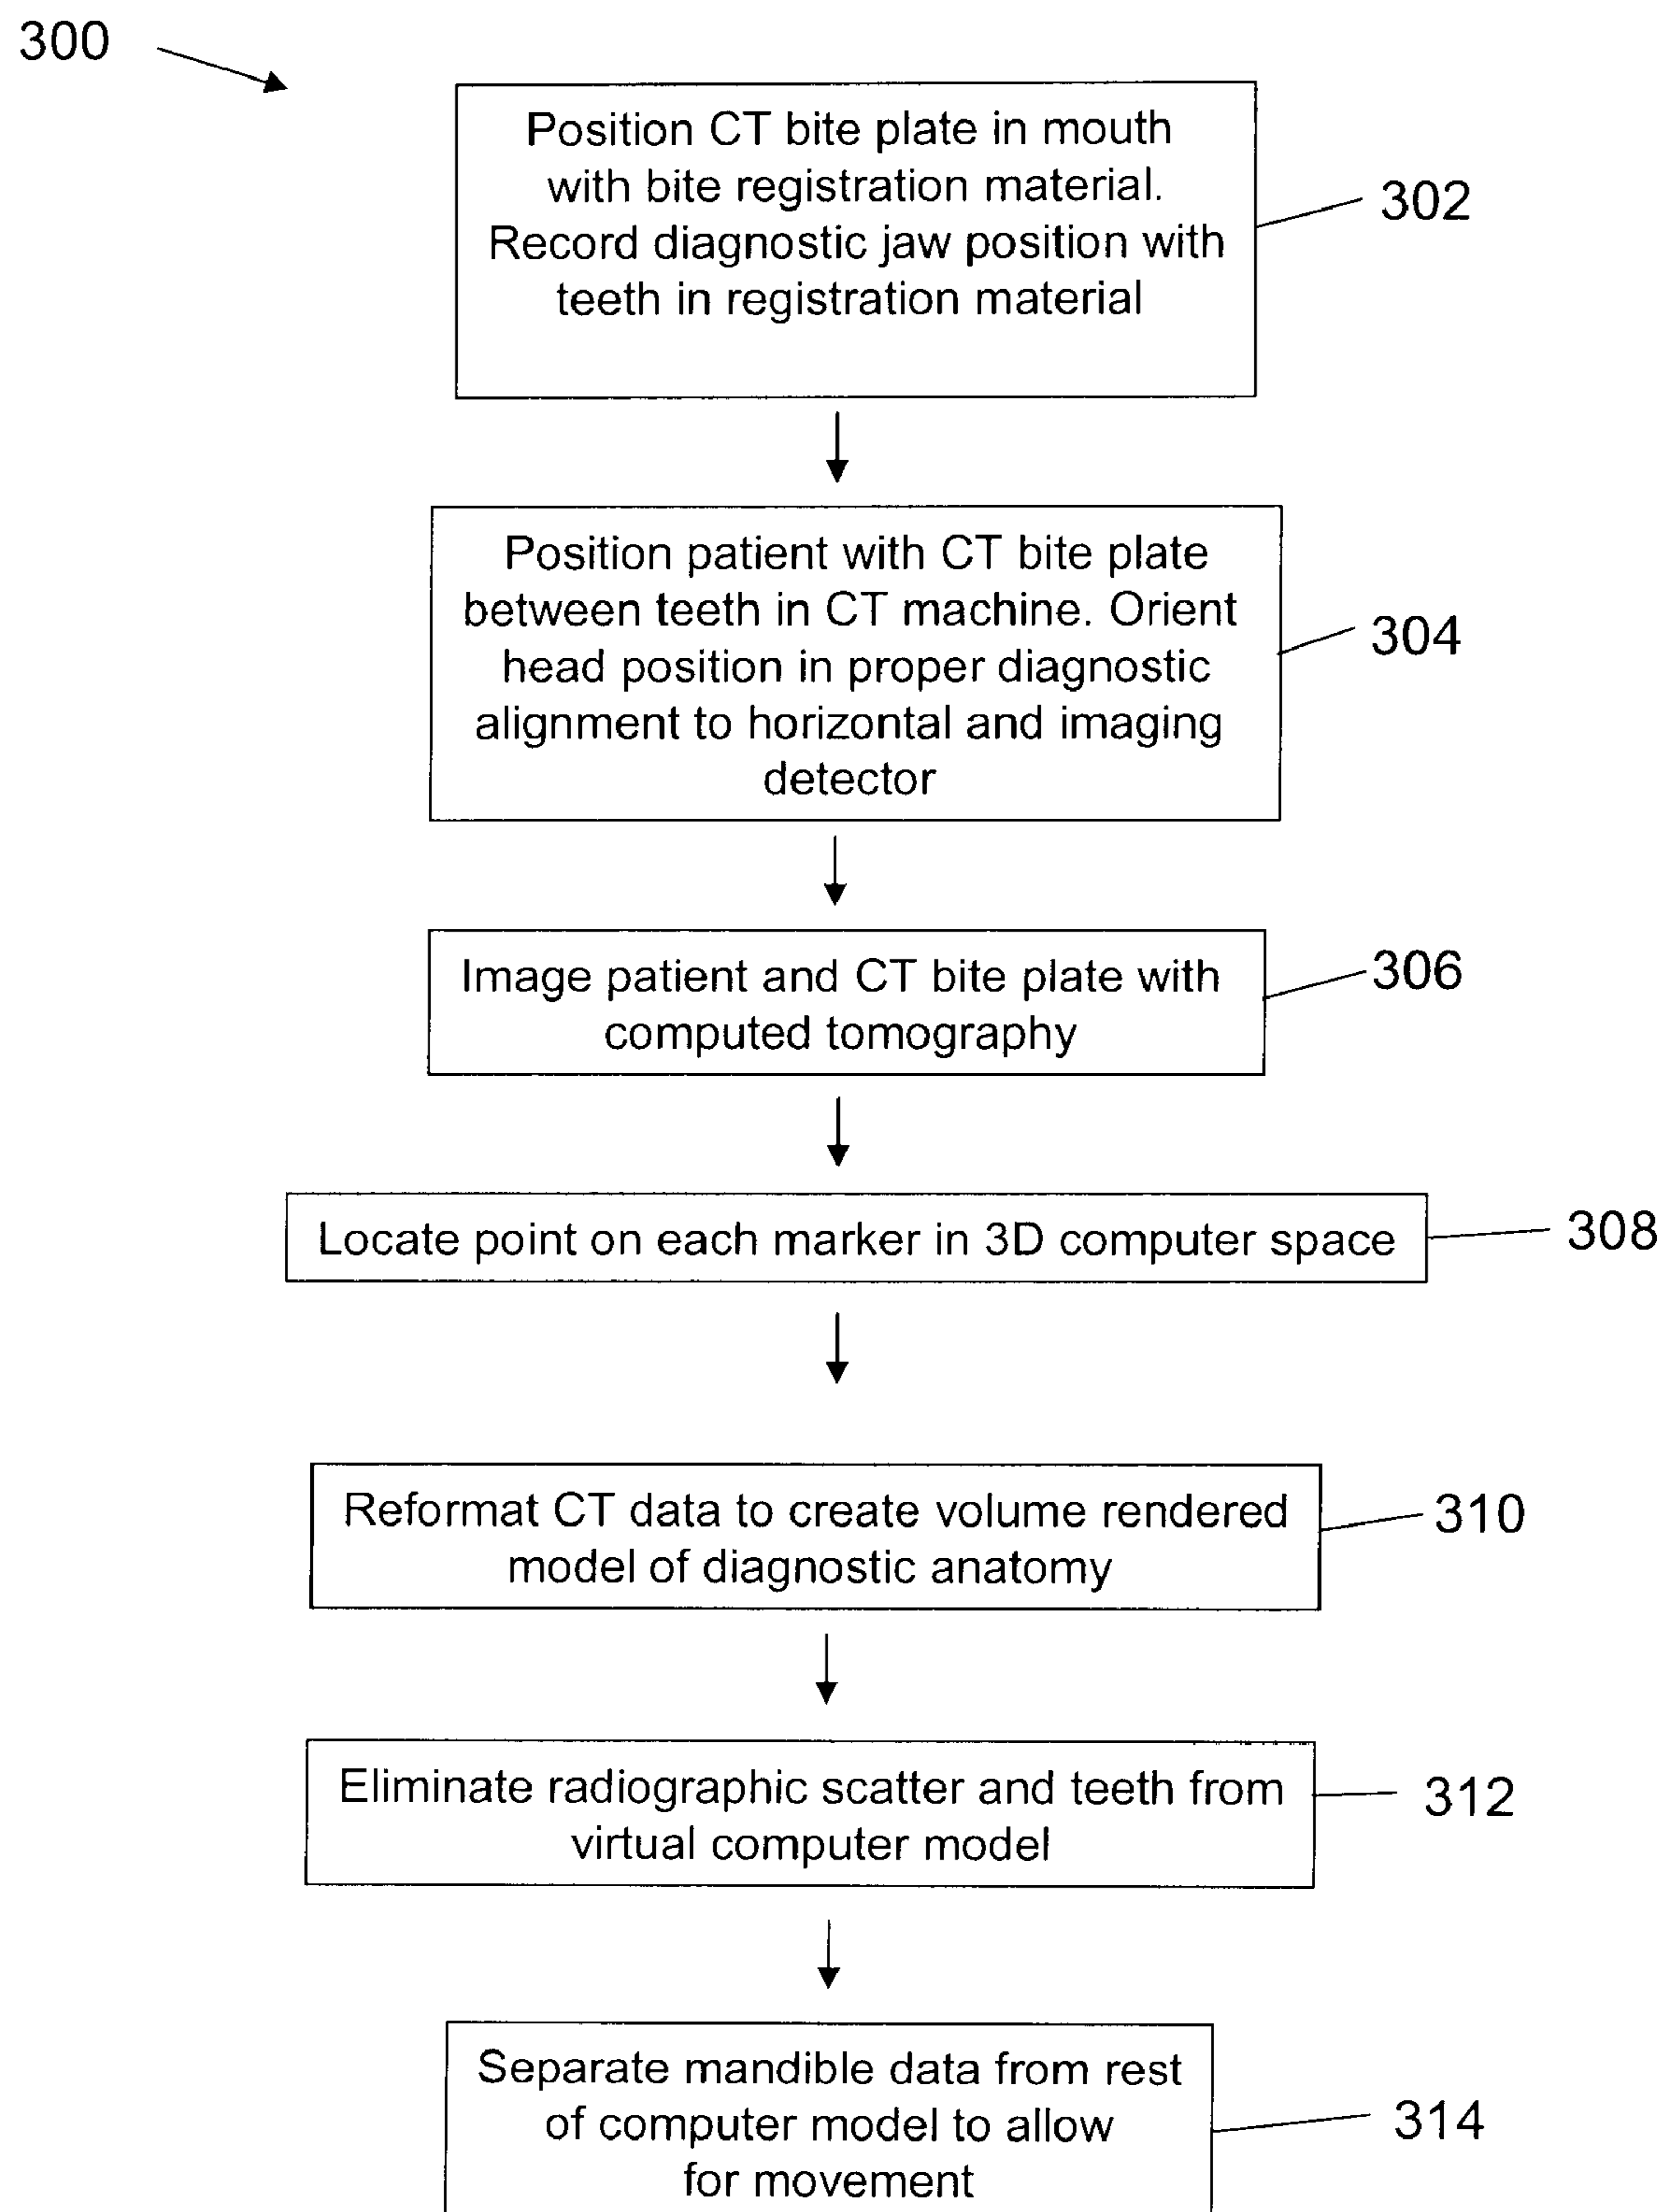 300
Position CT bite plate in mouth
with bite registration material.
Record diagnostic jaw position with
teeth in registration material
302
Position patient with CT bite plate
between teeth in CT machine. Orient
head position in proper diagnostic
alignment to horizontal and imaging
detector
304
Image patient and CT bite plate with
computed tomography
306
Locate point on each marker in 3D computer space
308
Reformat CT data to create volume rendered
model of diagnostic anatomy
310
Eliminate radiographic scatter and teeth from
virtual computer model
312
Separate mandible data from rest
of computer model to allow
for movement
314